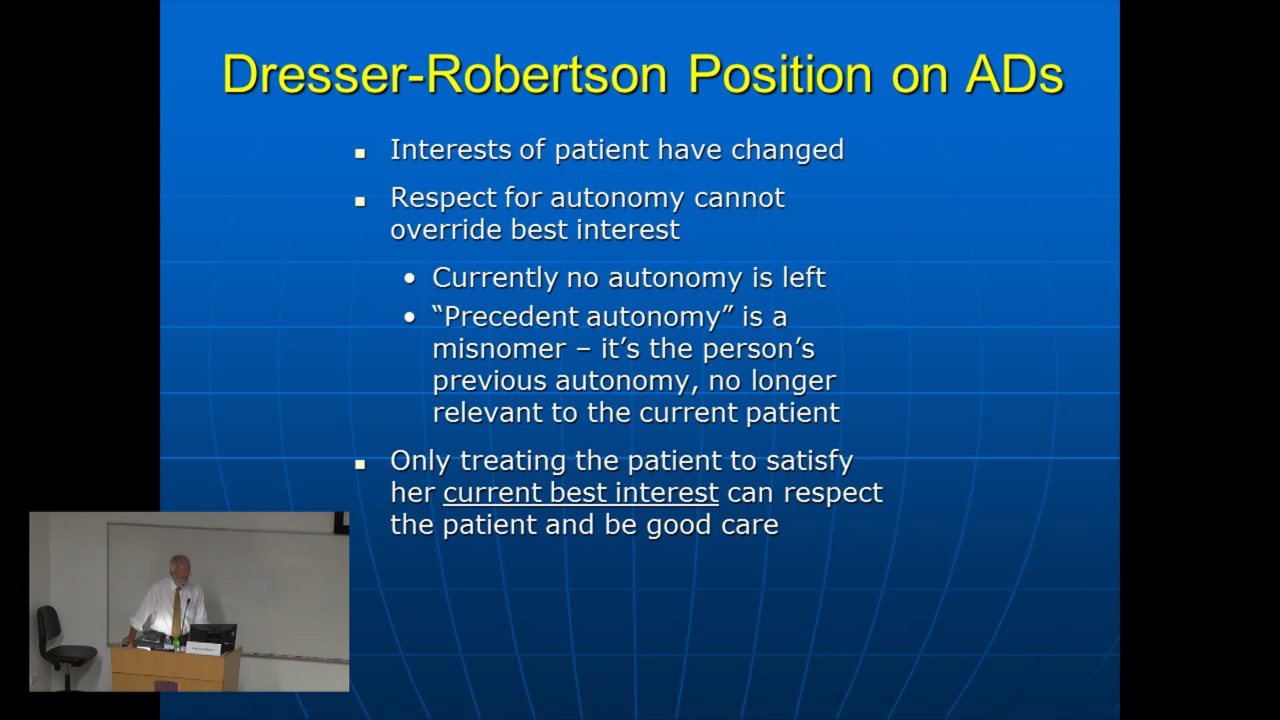 Dresser-Robertson Position on ADs
Interests of patient have changed
Respect for autonomy cannot
override best interest
Currently no autonomy is left
“Precedent autonomy” is a
misnomer – it’s the person’s
previous autonomy, no longer
relevant to the current patient
Only treating the patient to satisfy
her current best interest can respect
the patient and be good care